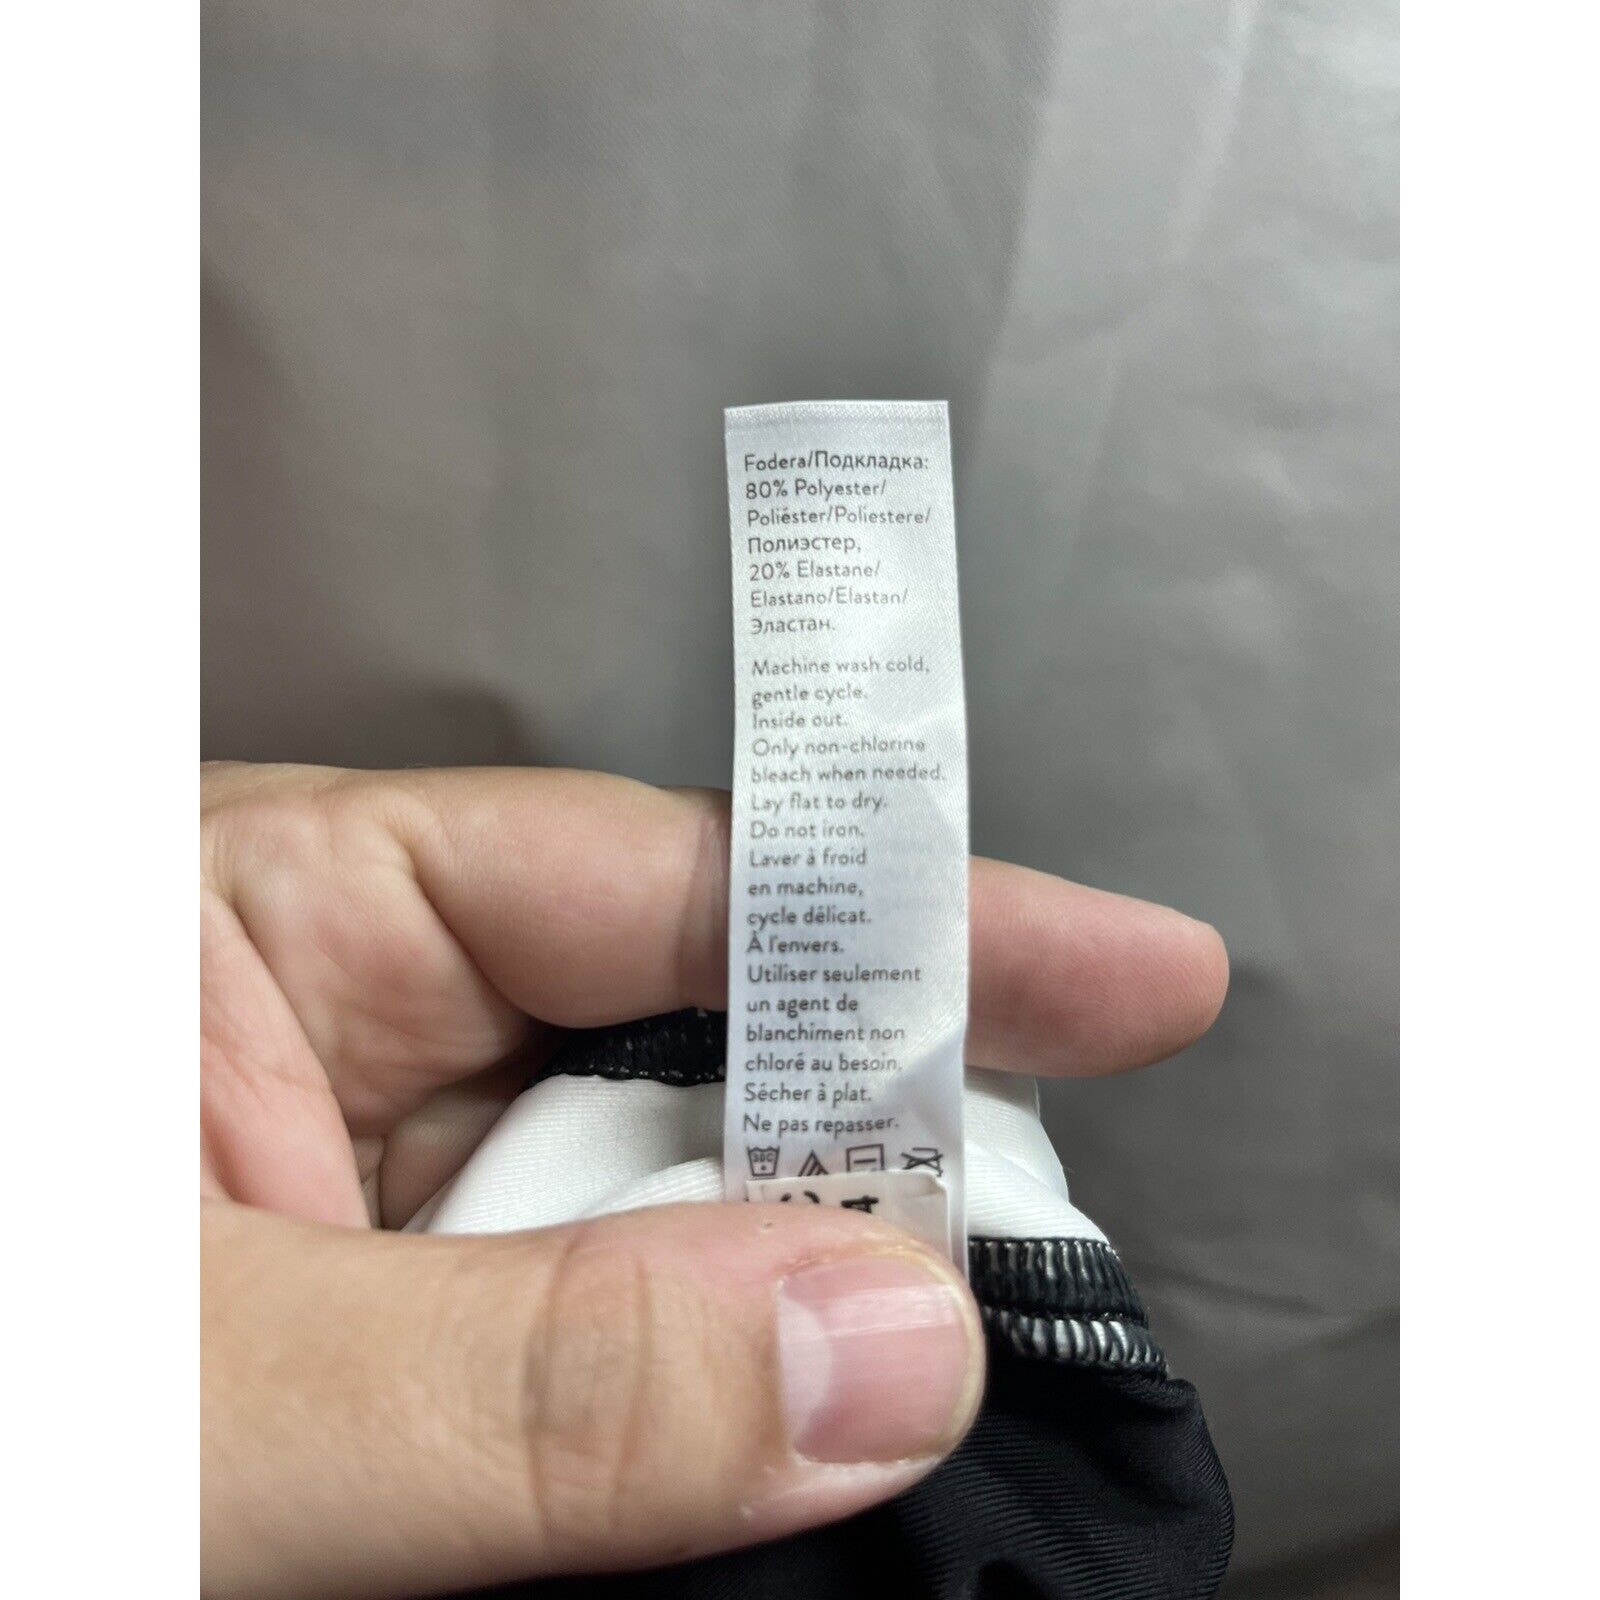 Fodera/Подкладка:
80% Polyester/
Poliéster/Poliestere/
Полиэстер,
20% Elastane/
Elastano/Elastan/
Эластан.
Machine wash cold,
gentle cycle.
Inside out.
Only non-chlorine
bleach when needed.
Lay flat to dry.
Do not iron.
Laver à froid
en machine,
cycle délicat.
À l'envers.
Utiliser seulement
un agent de
blanchiment non
chloré au besoin.
Sécher à plat.
Ne pas repasser.
30C